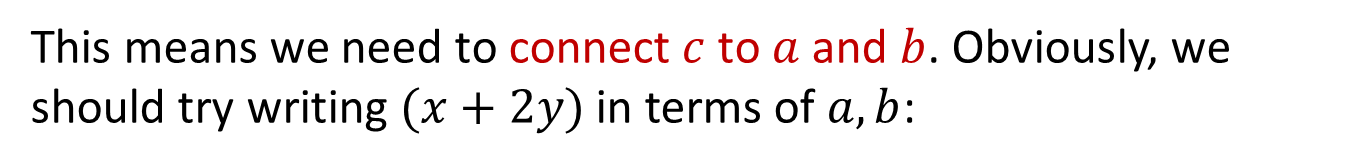 This means we need to connect c to a and b. Obviously, we
should try writing (x + 2y) in terms of a, b: